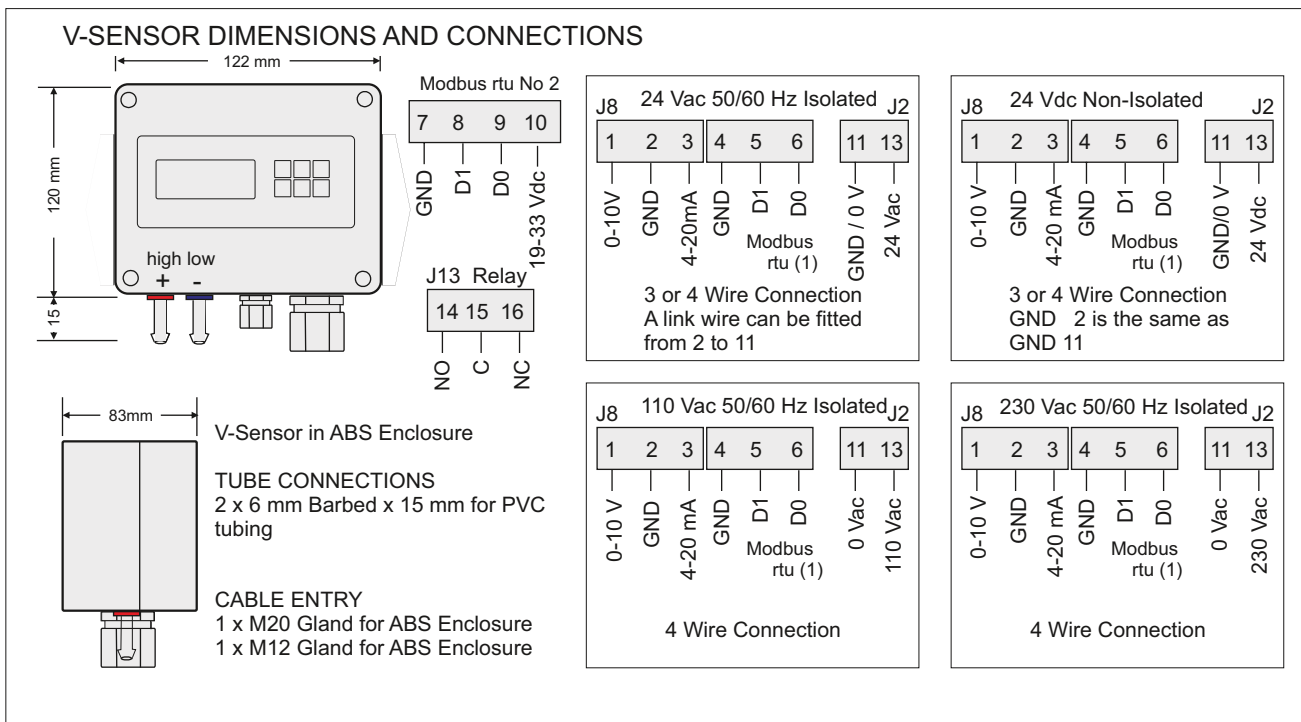 V-SENSOR DIMENSIONS AND CONNECTIONS
122 mm
120 mm
15
high low
+ -
Modbus rtu No 2
7 8 9 10
GND D1 D0 19-33 Vdc
J13 Relay
14 15 16
NO C NC
83mm
V-Sensor in ABS Enclosure
TUBE CONNECTIONS
2 x 6 mm Barbed x 15 mm for PVC
tubing
CABLE ENTRY
1 x M20 Gland for ABS Enclosure
1 x M12 Gland for ABS Enclosure
J8 24 Vac 50/60 Hz Isolated J2
1 2 3 4 5 6 11 13
0-10V GND 4-20mA GND D1 D0 GND / 0 V 24 Vac
Modbus
rtu (1)
3 or 4 Wire Connection
A link wire can be fitted
from 2 to 11
J8 24 Vdc Non-Isolated J2
1 2 3 4 5 6 11 13
0-10 V GND 4-20 mA GND D1 D0 GND/0 V 24 Vdc
Modbus
rtu (1)
3 or 4 Wire Connection
GND 2 is the same as
GND 11
J8 110 Vac 50/60 Hz Isolated J2
1 2 3 4 5 6 11 13
0-10 V GND 4-20 mA GND D1 D0 0 Vac 110 Vac
Modbus
rtu (1)
4 Wire Connection
J8 230 Vac 50/60 Hz Isolated J2
1 2 3 4 5 6 11 13
0-10 V GND 4-20 mA GND D1 D0 0 Vac 230 Vac
Modbus
rtu (1)
4 Wire Connection